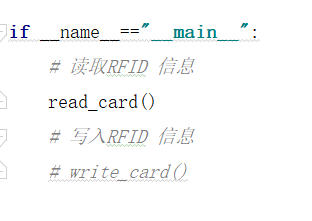 if __name__=="__main__":
# 读取RFID 信息
read_card()
# 写入RFID 信息
# write_card()